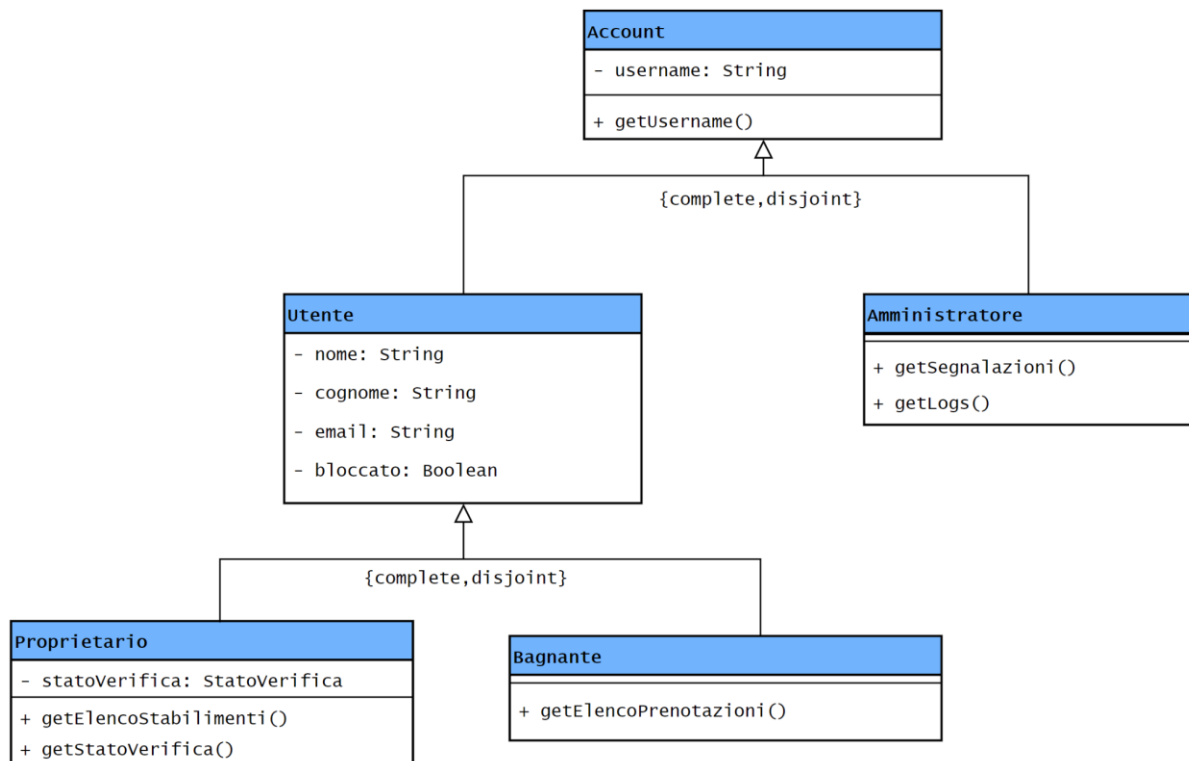 Account
- username: String
+ getUsername()
{complete,disjoint}
Utente
- nome: String
- cognome: String
- email: String
- bloccato: Boolean
Amministratore
+ getSegnalazioni()
+ getLogs()
{complete,disjoint}
Proprietario
- statoVerifica: StatoVerifica
+ getElencoStabilimenti()
+ getStatoVerifica()
Bagnante
+ getElencoPrenotazioni()